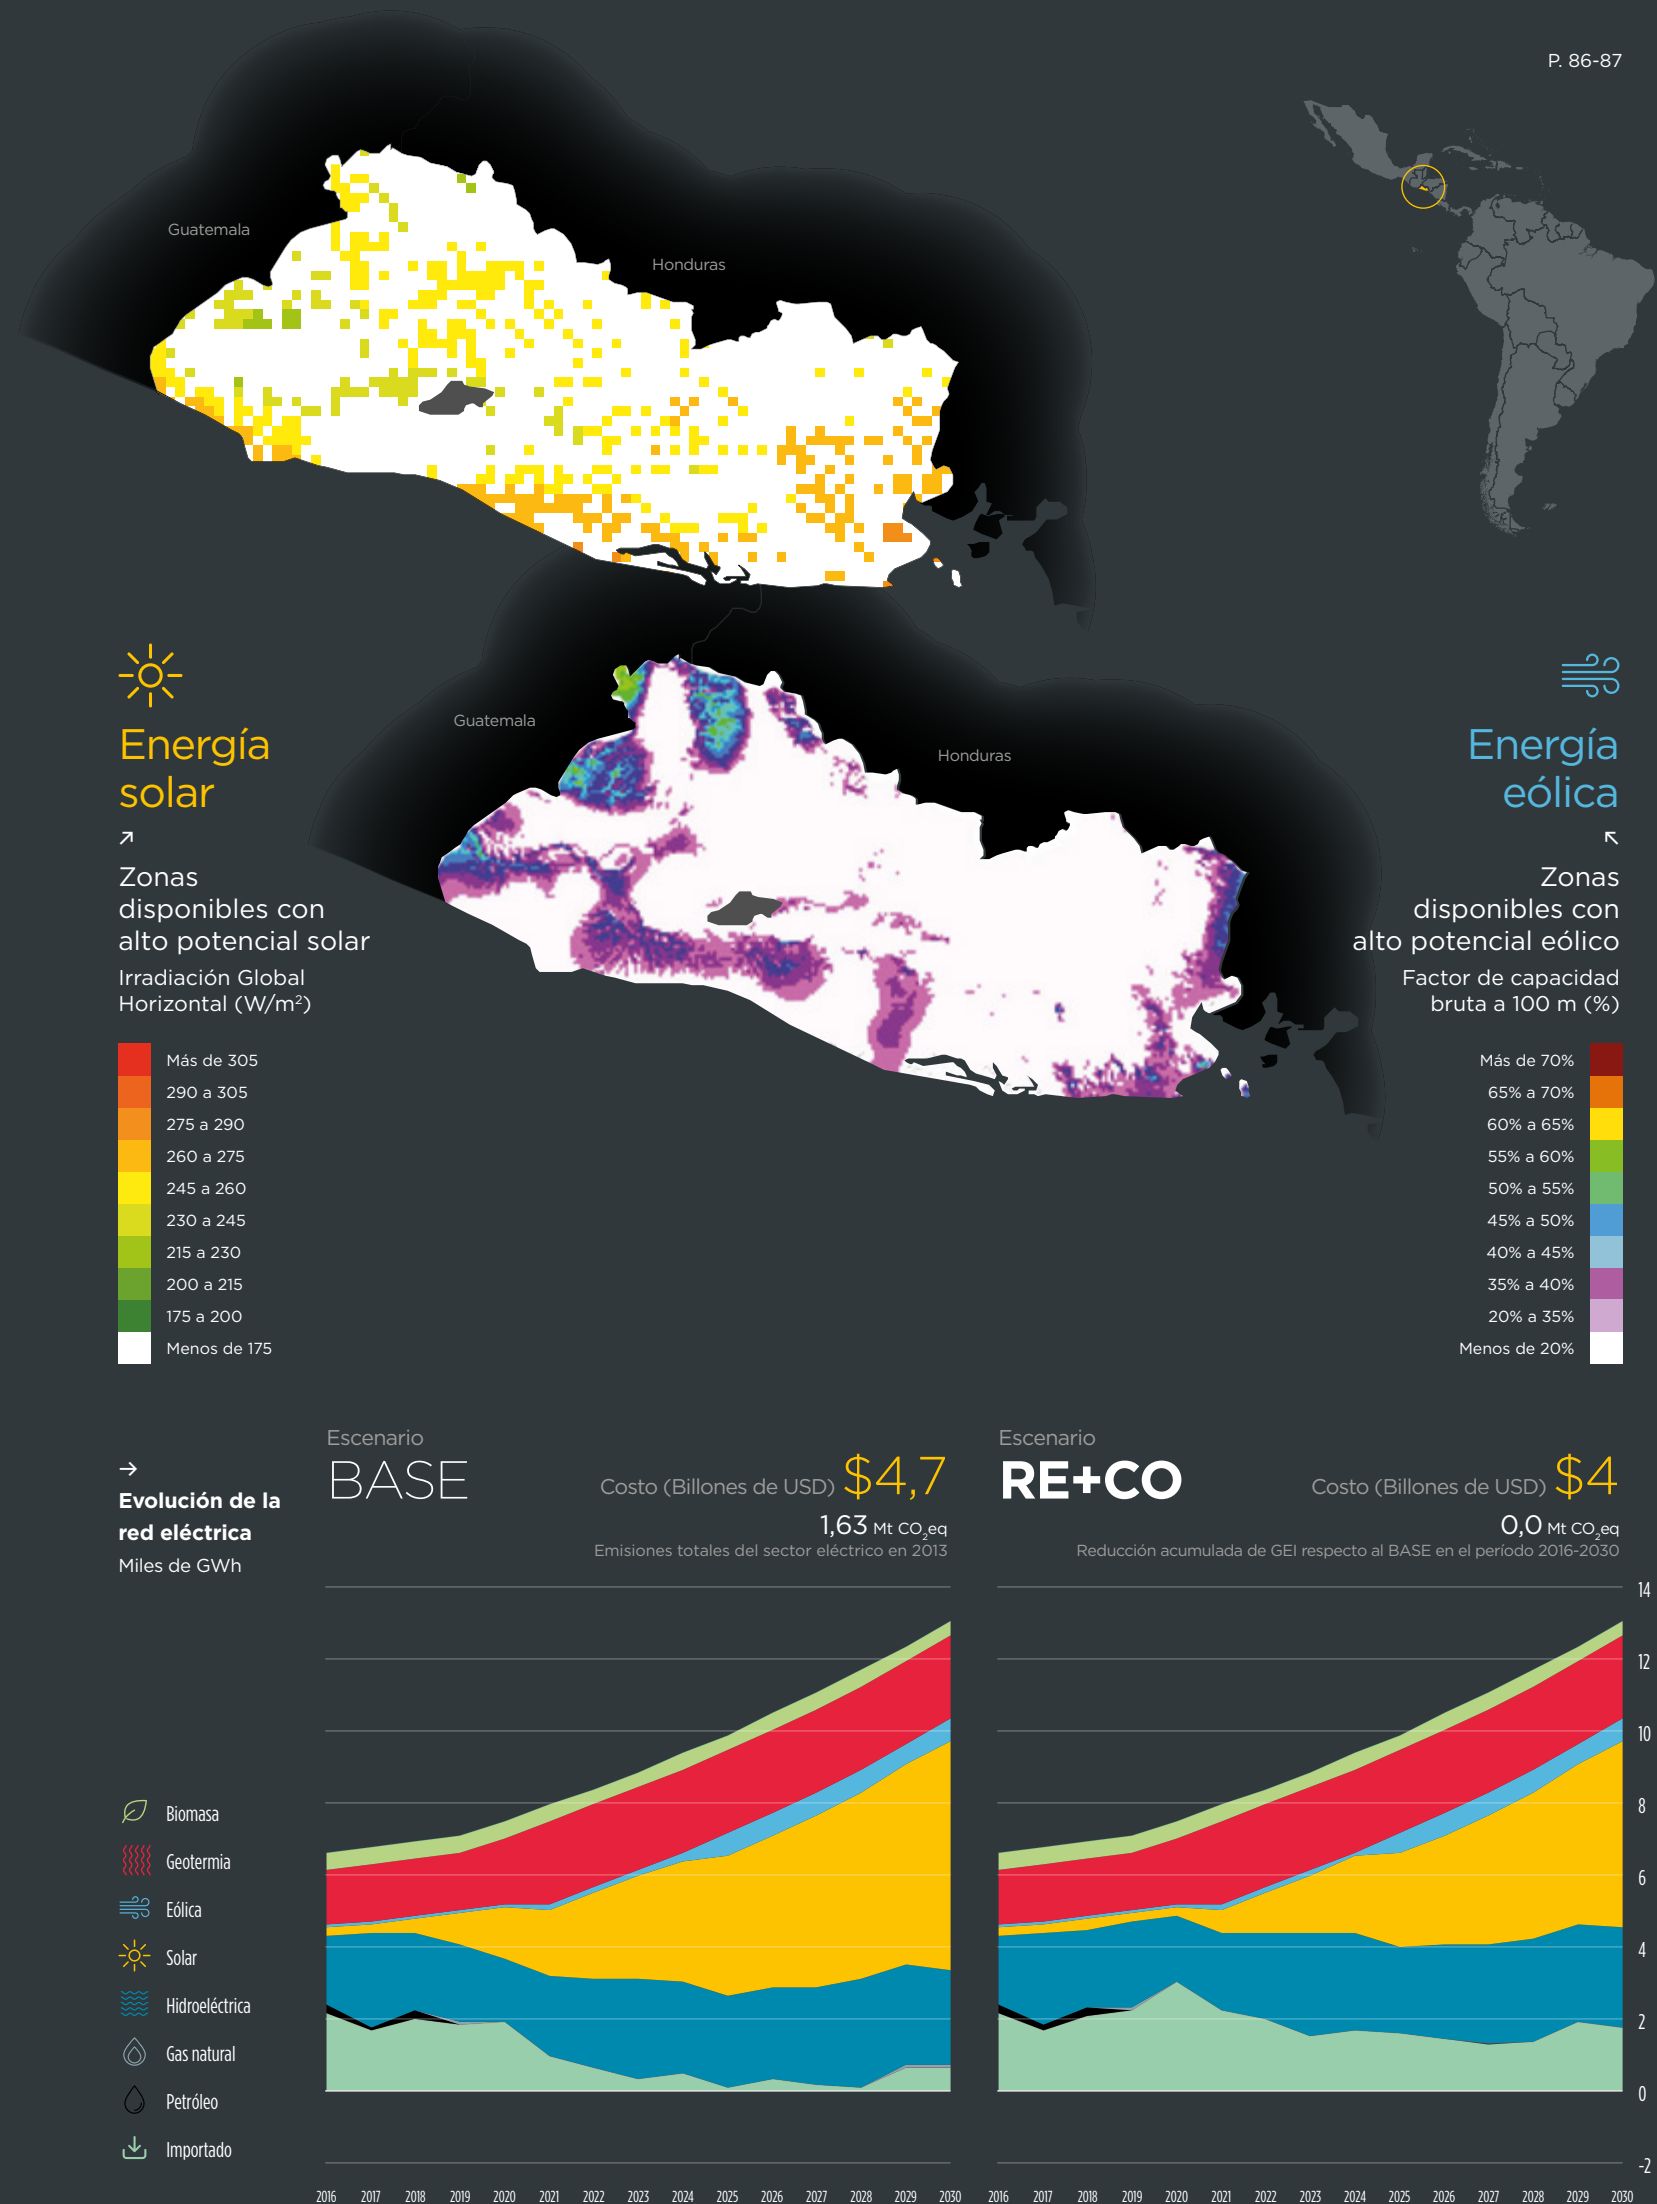 P. 86-87
Guatemala
Honduras
Guatemala
Honduras
Energía
solar
Zonas
disponibles con
alto potencial solar
Irradiación Global
Horizontal (W/m²)
Más de 305
290 a 305
275 a 290
260 a 275
245 a 260
230 a 245
215 a 230
200 a 215
175 a 200
Menos de 175
Energía
eólica
Zonas
disponibles con
alto potencial eólico
Factor de capacidad
bruta a 100 m (%)
Más de 70%
65% a 70%
60% a 65%
55% a 60%
50% a 55%
45% a 50%
40% a 45%
35% a 40%
20% a 35%
Menos de 20%
Evolución de la
red eléctrica
Miles de GWh
Escenario
BASE
Costo (Billones de USD) $4,7
1,63 Mt CO₂eq
Emisiones totales del sector eléctrico en 2013
Escenario
RE+CO
Costo (Billones de USD) $4
0,0 Mt CO₂eq
Reducción acumulada de GEI respecto al BASE en el período 2016-2030
Biomasa
Geotermia
Eólica
Solar
Hidroeléctrica
Gas natural
Petróleo
Importado
14
12
10
8
6
4
2
0
-2
2016 2017 2018 2019 2020 2021 2022 2023 2024 2025 2026 2027 2028 2029 2030
2016 2017 2018 2019 2020 2021 2022 2023 2024 2025 2026 2027 2028 2029 2030